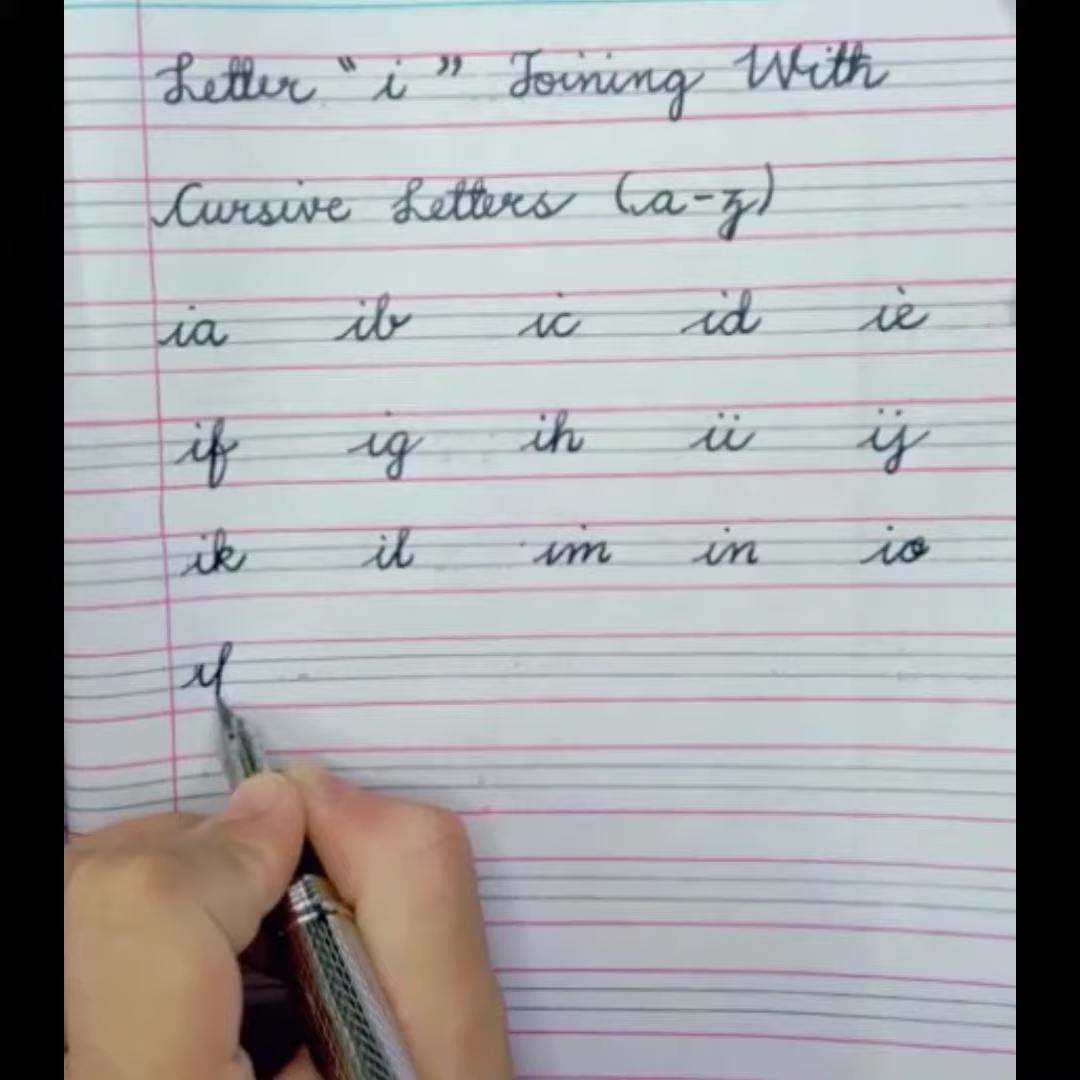 Letter “i” Joining With
Cursive Letters (a-z)
ia ib ic id ie
if ig ih ii ij
ik il im in io